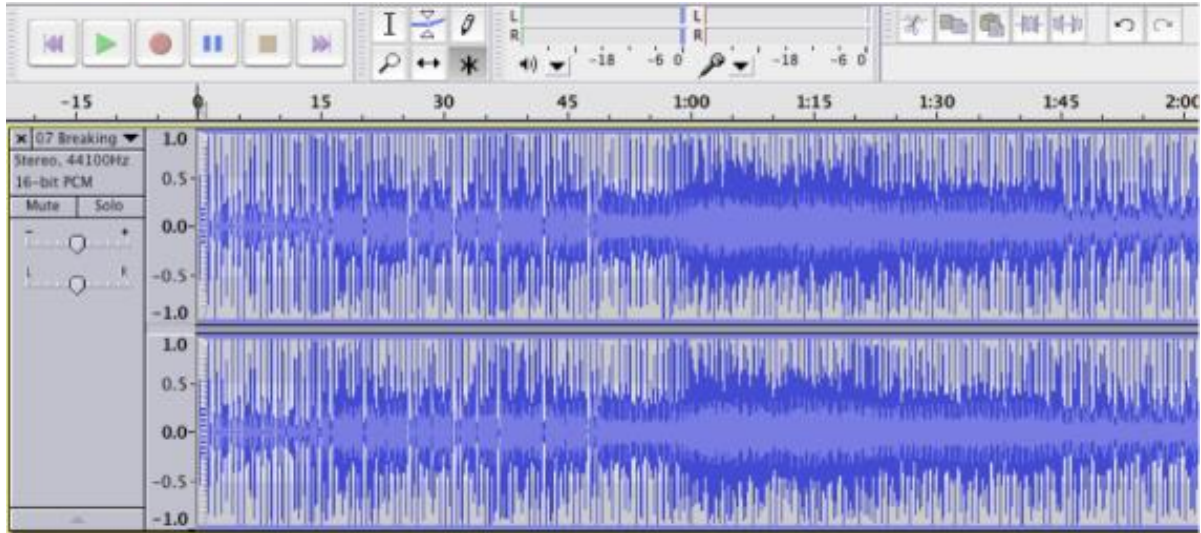 L
R
L
R
-18 -6 0
-18 -6 0
-15 0 15 30 45 1:00 1:15 1:30 1:45 2:00
× 07 Breaking
Stereo, 44100Hz
16-bit PCM
Mute Solo
- +
L R
1.0
0.5
0.0
-0.5
-1.0
1.0
0.5
0.0
-0.5
-1.0